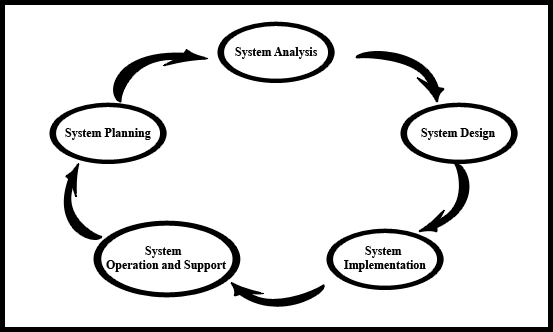 System Analysis
System Planning
System Design
System
Operation and Support
System
Implementation